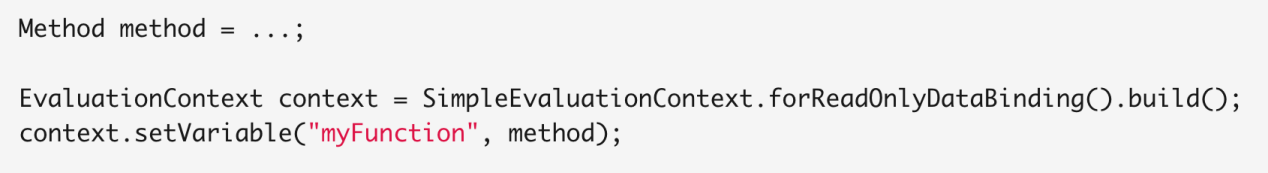 Method method = ...;
EvaluationContext context = SimpleEvaluationContext.forReadOnlyDataBinding().build();
context.setVariable("myFunction", method);